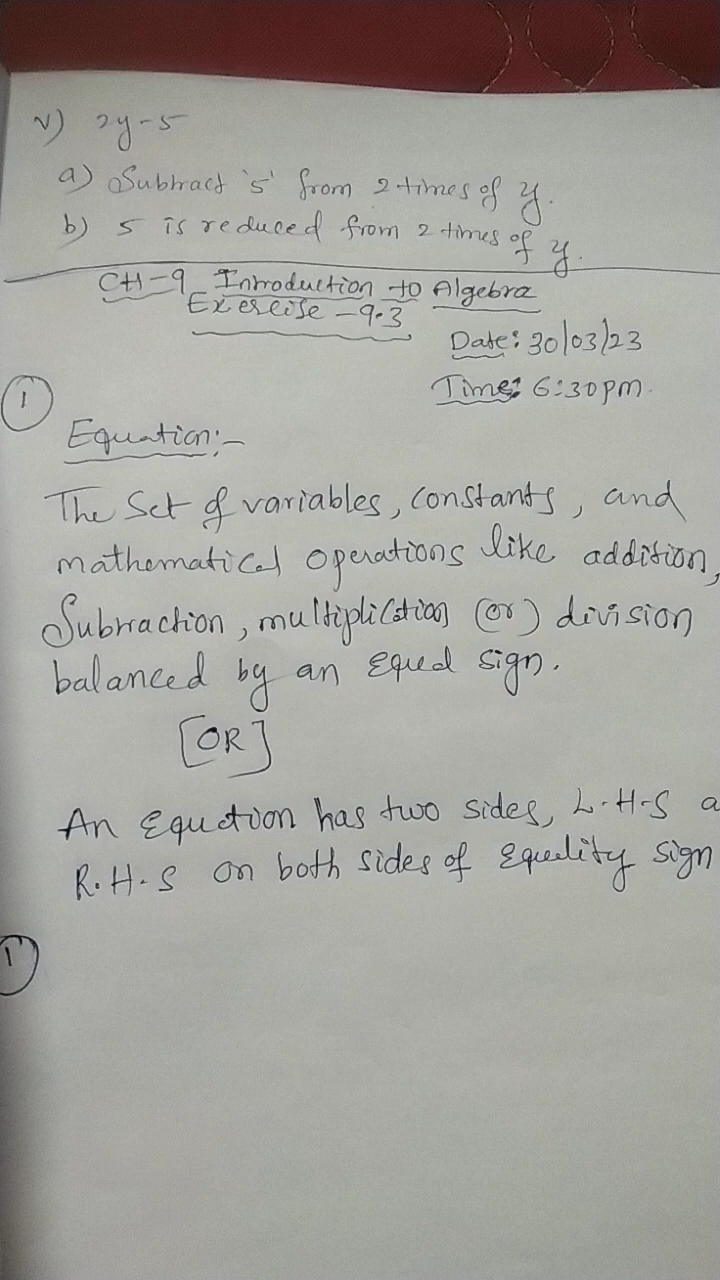 v) 2y-5
a) Subtract '5' from 2 times of y.
b) 5 is reduced from 2 times of y.
CH-9 Introduction to Algebra
Exercise - 9.3
Date: 30/03/23
Time: 6:30pm.
1
Equation:-
The Set of variables, constants, and
mathematical operations like addition,
Subtraction, multiplication (or) division
balanced by an equal sign.
[OR]
An Equation has two sides, L.H.S a
R.H.S on both sides of Equality sign
1